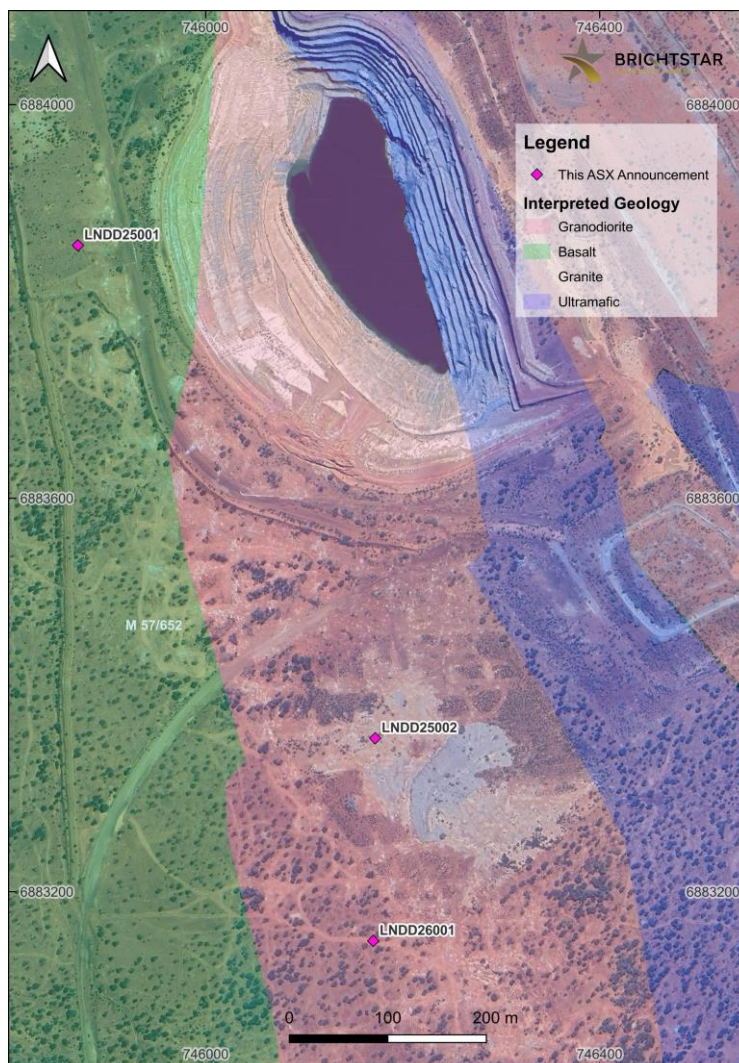 746000
746400
BRIGHTSTAR
6884000
6884000
Legend
This ASX Announcement
Interpreted Geology
Granodiorite
Basalt
Granite
Ultramafic
LNDD25001
6883600
6883600
M 57/652
LNDD25002
6883200
6883200
LNDD26001
0 100 200 m
746000
746400